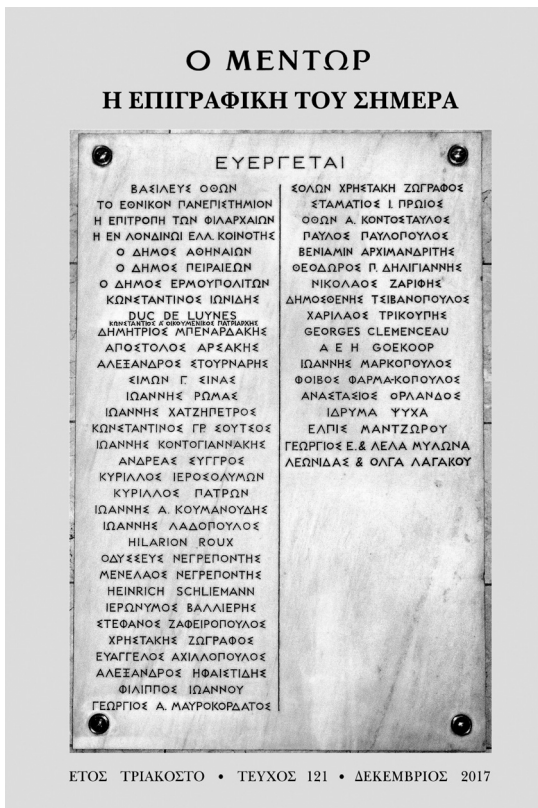 Ο ΜΕΝΤΩΡ
Η ΕΠΙΓΡΑΦΙΚΗ ΤΟΥ ΣΗΜΕΡΑ
ΕΥΕΡΓΕΤΑΙ
ΒΑΣΙΛΕΥΣ ΟΘΩΝ
ΤΟ ΕΘΝΙΚΟΝ ΠΑΝΕΠΙΣΤΗΜΙΟΝ
Η ΕΠΙΤΡΟΠΗ ΤΩΝ ΦΙΛΑΡΧΑΙΩΝ
Η ΕΝ ΛΟΝΔΙΝΩΙ ΕΛΛ. ΚΟΙΝΟΤΗΣ
Ο ΔΗΜΟΣ ΑΘΗΝΑΙΩΝ
Ο ΔΗΜΟΣ ΠΕΙΡΑΙΕΩΝ
Ο ΔΗΜΟΣ ΕΡΜΟΥΠΟΛΙΤΩΝ
ΚΩΝΣΤΑΝΤΙΝΟΣ ΙΩΝΙΔΗΣ
DUC DE LUYNES
ΚΩΝΣΤΑΝΤΙΟΣ Α΄ ΟΙΚΟΥΜΕΝΙΚΟΣ ΠΑΤΡΙΑΡΧΗΣ
ΔΗΜΗΤΡΙΟΣ ΜΠΕΝΑΡΔΑΚΗΣ
ΑΠΟΣΤΟΛΟΣ ΑΡΣΑΚΗΣ
ΑΛΕΞΑΝΔΡΟΣ ΣΤΟΥΡΝΑΡΗΣ
ΣΙΜΩΝ Γ. ΣΙΝΑΣ
ΙΩΑΝΝΗΣ ΡΩΜΑΣ
ΙΩΑΝΝΗΣ ΧΑΤΖΗΠΕΤΡΟΣ
ΚΩΝΣΤΑΝΤΙΝΟΣ ΓΡ. ΣΟΥΤΣΟΣ
ΙΩΑΝΝΗΣ ΚΟΝΤΟΓΙΑΝΝΑΚΗΣ
ΑΝΔΡΕΑΣ ΣΥΓΓΡΟΣ
ΚΥΡΙΛΛΟΣ ΙΕΡΟΣΟΛΥΜΩΝ
ΚΥΡΙΛΛΟΣ ΠΑΤΡΩΝ
ΙΩΑΝΝΗΣ Α. ΚΟΥΜΑΝΟΥΔΗΣ
ΙΩΑΝΝΗΣ ΛΑΔΟΠΟΥΛΟΣ
HILARION ROUX
ΟΔΥΣΣΕΥΣ ΝΕΓΡΕΠΟΝΤΗΣ
ΜΕΝΕΛΑΟΣ ΝΕΓΡΕΠΟΝΤΗΣ
HEINRICH SCHLIEMANN
ΙΕΡΩΝΥΜΟΣ ΒΑΛΛΙΕΡΗΣ
ΣΤΕΦΑΝΟΣ ΖΑΦΕΙΡΟΠΟΥΛΟΣ
ΧΡΗΣΤΑΚΗΣ ΖΩΓΡΑΦΟΣ
ΕΥΑΓΓΕΛΟΣ ΑΧΙΛΛΟΠΟΥΛΟΣ
ΑΛΕΞΑΝΔΡΟΣ ΗΦΑΙΣΤΙΔΗΣ
ΦΙΛΙΠΠΟΣ ΙΩΑΝΝΟΥ
ΓΕΩΡΓΙΟΣ Α. ΜΑΥΡΟΚΟΡΔΑΤΟΣ
ΣΟΛΩΝ ΧΡΗΣΤΑΚΗ ΖΩΓΡΑΦΟΣ
ΣΤΑΜΑΤΙΟΣ Ι. ΠΡΩΙΟΣ
ΟΘΩΝ Α. ΚΟΝΤΟΣΤΑΥΛΟΣ
ΠΑΥΛΟΣ ΠΑΥΛΟΠΟΥΛΟΣ
ΒΕΝΙΑΜΙΝ ΑΡΧΙΜΑΝΔΡΙΤΗΣ
ΘΕΟΔΩΡΟΣ Π. ΔΗΛΙΓΙΑΝΝΗΣ
ΝΙΚΟΛΑΟΣ ΖΑΡΙΦΗΣ
ΔΗΜΟΣΘΕΝΗΣ ΤΣΙΒΑΝΟΠΟΥΛΟΣ
ΧΑΡΙΛΑΟΣ ΤΡΙΚΟΥΠΗΣ
GEORGES CLEMENCEAU
A E H GOEKOOP
ΙΩΑΝΝΗΣ ΜΑΡΚΟΠΟΥΛΟΣ
ΦΟΙΒΟΣ ΦΑΡΜΑΚΟΠΟΥΛΟΣ
ΑΝΑΣΤΑΣΙΟΣ ΟΡΛΑΝΔΟΣ
ΙΔΡΥΜΑ ΨΥΧΑ
ΕΛΠΙΣ ΜΑΝΤΖΩΡΟΥ
ΓΕΩΡΓΙΟΣ Ε. & ΛΕΛΑ ΜΥΛΩΝΑ
ΛΕΩΝΙΔΑΣ & ΟΛΓΑ ΛΑΓΑΚΟΥ
ΕΤΟΣ ΤΡΙΑΚΟΣΤΟ • ΤΕΥΧΟΣ 121 • ΔΕΚΕΜΒΡΙΟΣ 2017